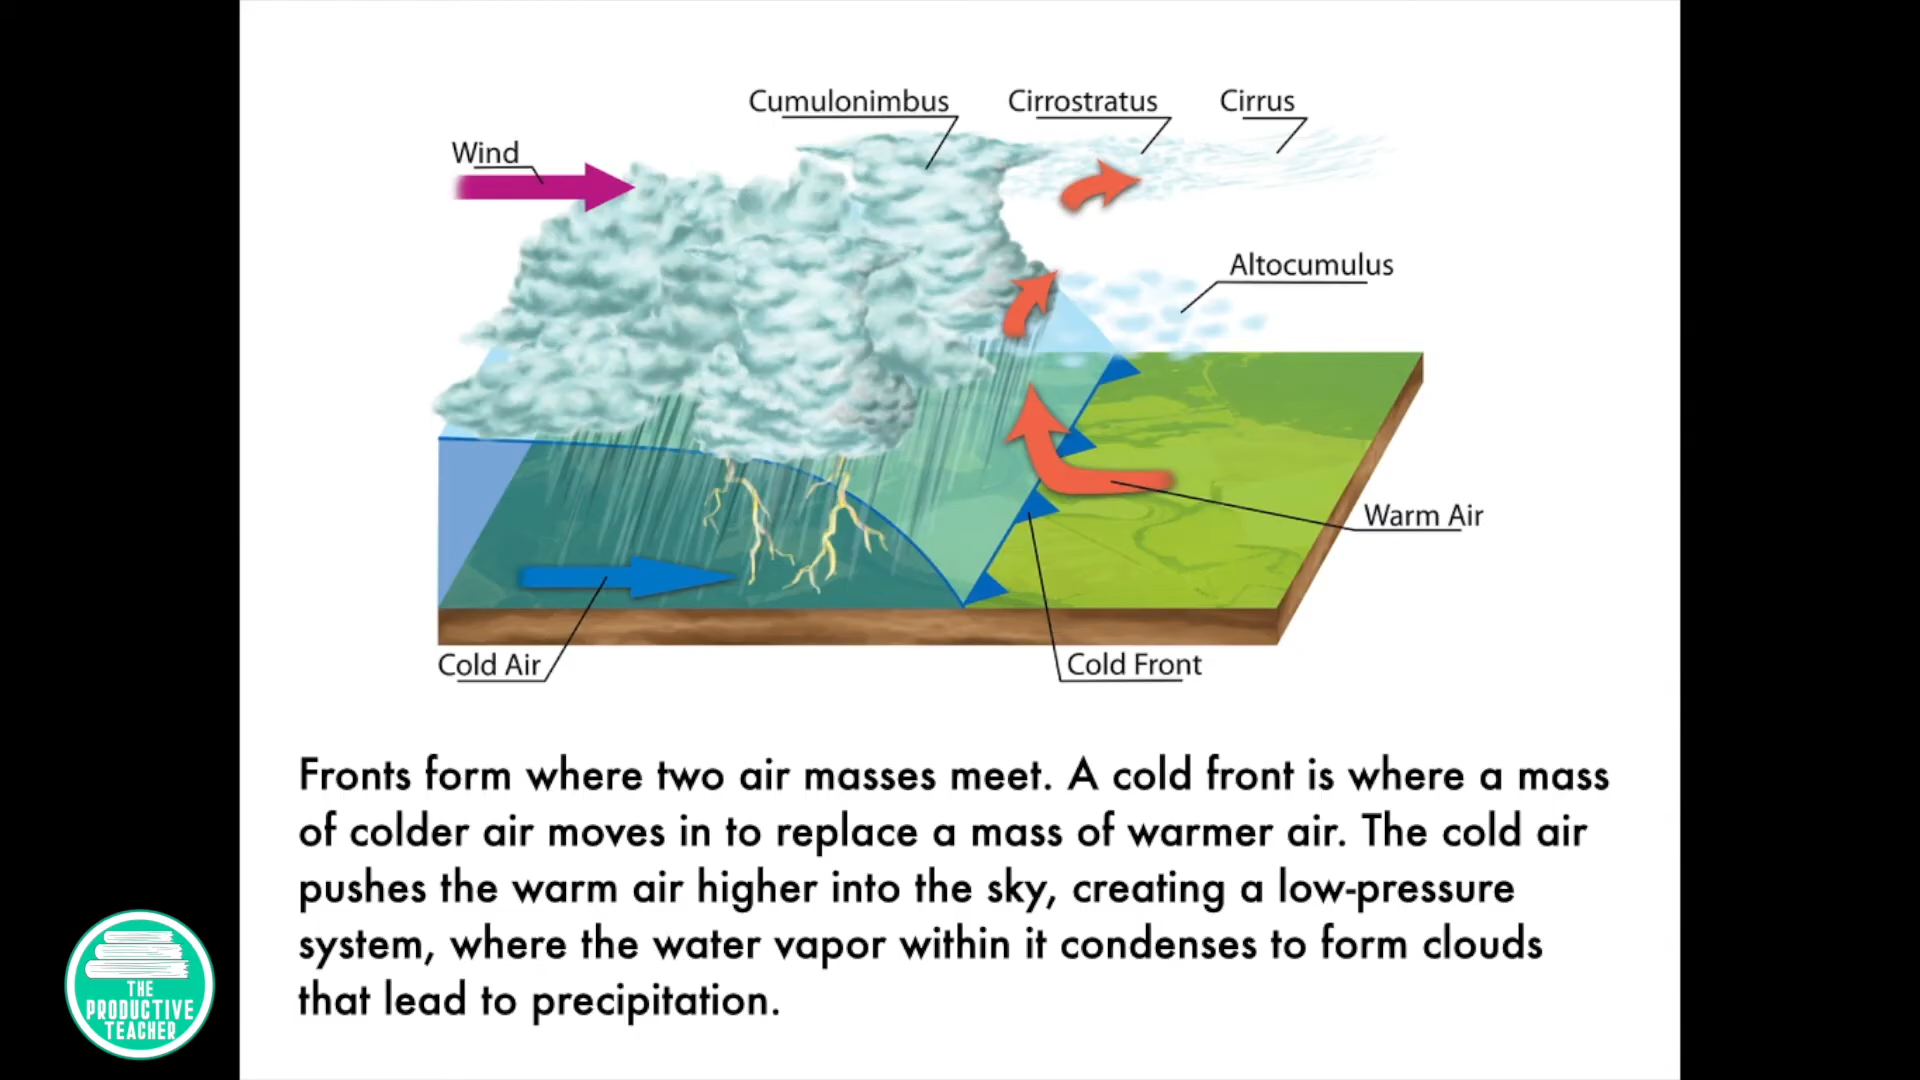 Cumulonimbus
Cirrostratus
Cirrus
Wind
Altocumulus
Warm Air
Cold Air
Cold Front
Fronts form where two air masses meet. A cold front is where a mass
of colder air moves in to replace a mass of warmer air. The cold air
pushes the warm air higher into the sky, creating a low-pressure
system, where the water vapor within it condenses to form clouds
that lead to precipitation.
THE
PRODUCTIVE
TEACHER